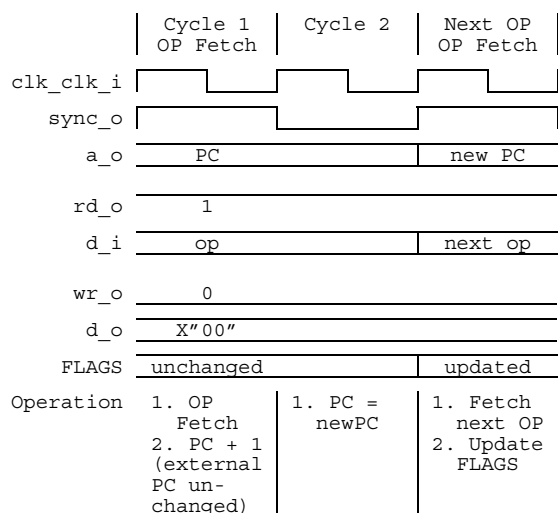 Cycle 1 Cycle 2 Next OP
OP Fetch OP Fetch
clk_clk_i
sync_o
a_o PC new PC
rd_o 1
d_i op next op
wr_o 0
d_o X"00"
FLAGS unchanged updated
Operation 1. OP 1. PC = 1. Fetch
Fetch newPC next OP
2. PC + 1 2. Update
(external FLAGS
PC un-
changed)